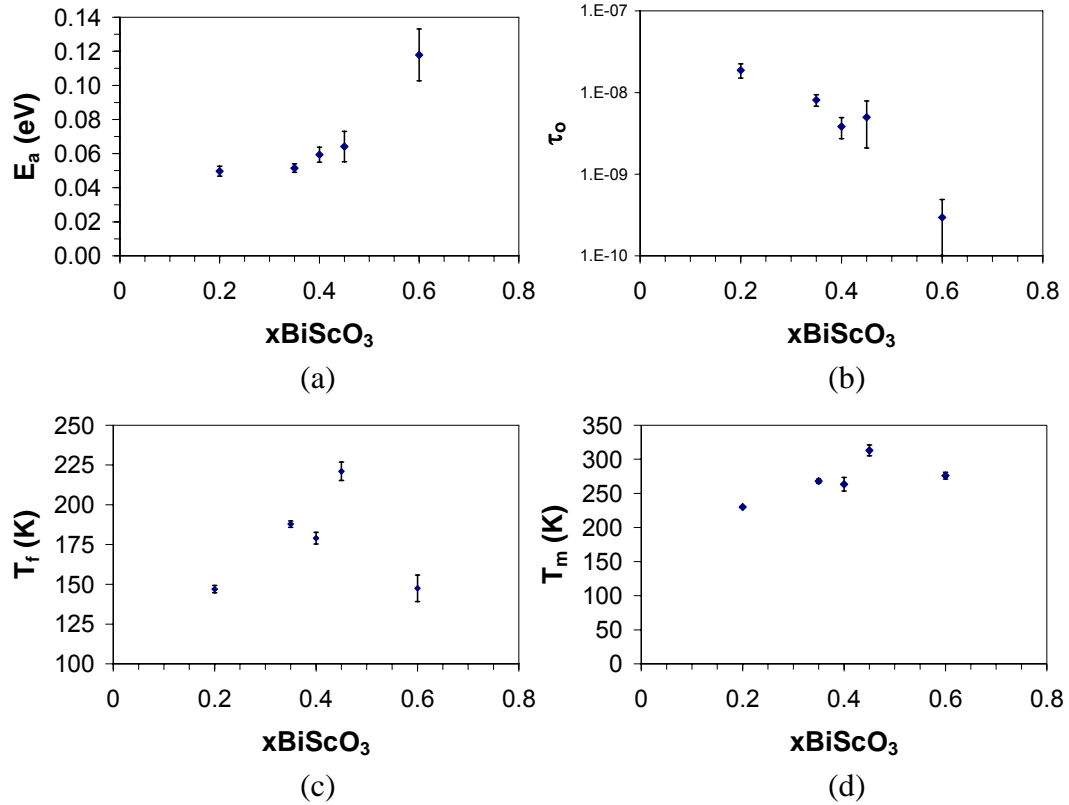 0.14
0.12
0.10
0.08
0.06
0.04
0.02
0.00
Eₐ (eV)
0 0.2 0.4 0.6 0.8
xBiScO₃
(a)
1.E-07
1.E-08
1.E-09
1.E-10
τₒ
0 0.2 0.4 0.6 0.8
xBiScO₃
(b)
250
225
200
175
150
125
100
T_f (K)
0 0.2 0.4 0.6 0.8
xBiScO₃
(c)
350
300
250
200
150
100
50
0
Tₘ (K)
0 0.2 0.4 0.6 0.8
xBiScO₃
(d)